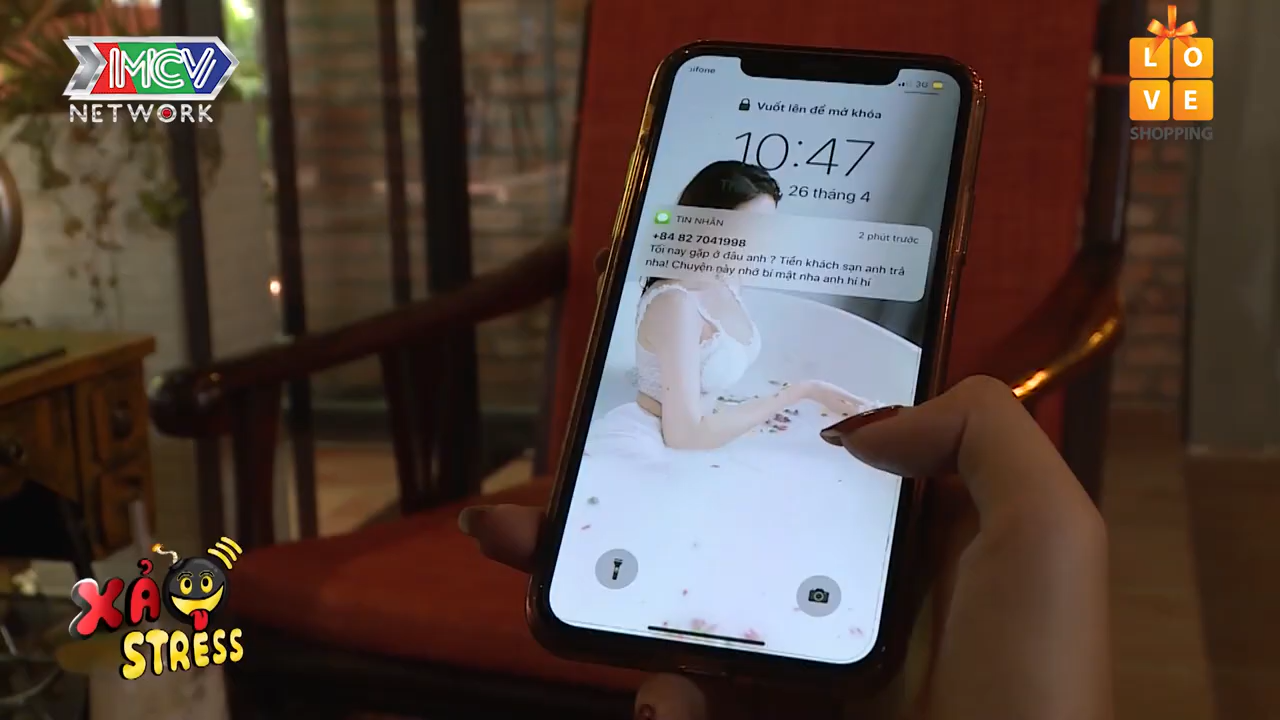 MCV
NETWORK
L O
V E
SHOPPING
3G
Vuốt lên để mở khóa
10:47
26 tháng 4
TIN NHẮN
2 phút trước
+84 82 7041998
Tối nay gặp ở đâu anh ? Tiền khách sạn anh trả
nha! Chuyện này nhớ bí mật nha anh hí hí
XẢ
STRESS